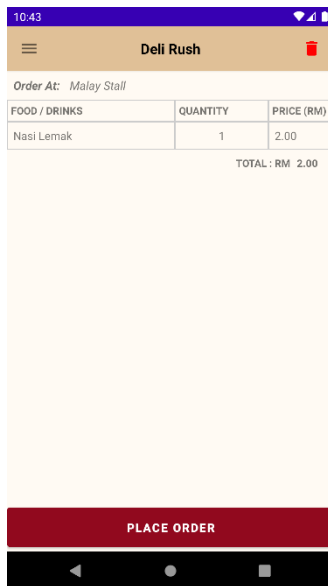 10:43
Deli Rush
Order At: Malay Stall
FOOD / DRINKS QUANTITY PRICE (RM)
Nasi Lemak 1 2.00
TOTAL : RM 2.00
PLACE ORDER